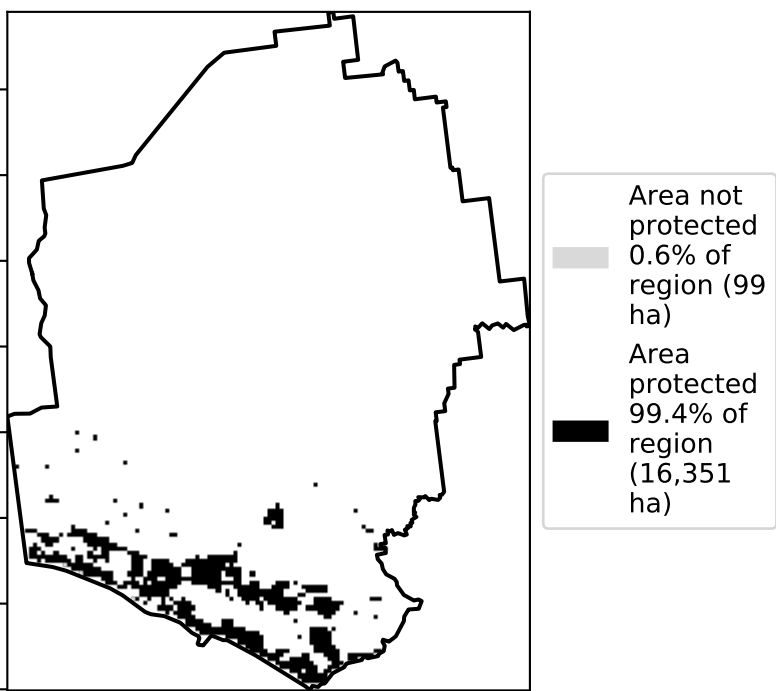 Area not
protected
0.6% of
region (99
ha)
Area
protected
99.4% of
region
(16,351
ha)